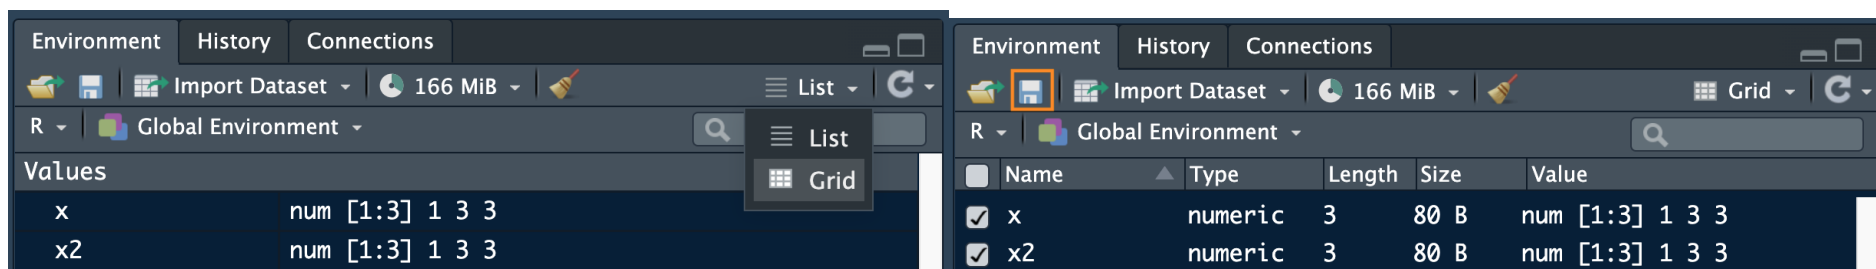 Environment History Connections
Import Dataset 166 MiB List
R Global Environment
List
Grid
Values
x num [1:3] 1 3 3
x2 num [1:3] 1 3 3
Environment History Connections
Import Dataset 166 MiB Grid
R Global Environment
Name Type Length Size Value
x numeric 3 80 B num [1:3] 1 3 3
x2 numeric 3 80 B num [1:3] 1 3 3